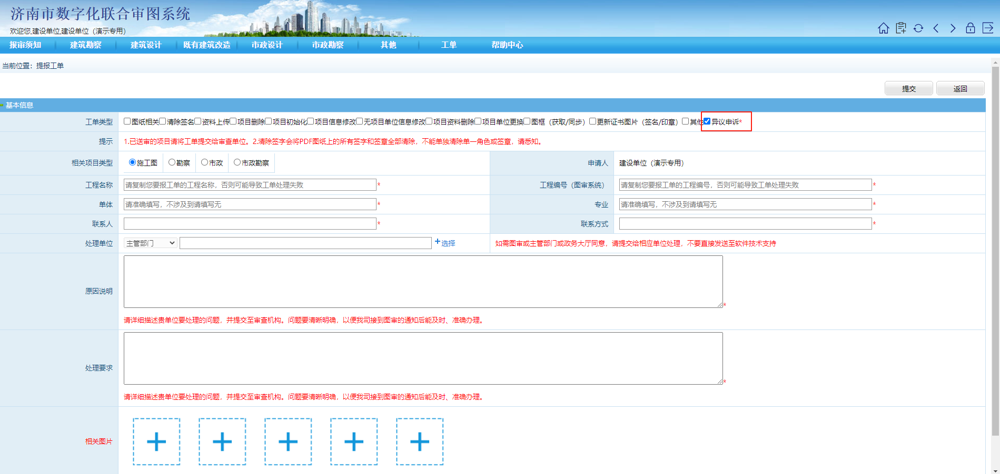 济南市数字化联合审图系统
欢迎您,建设单位,建设单位（演示专用）
报审须知 建筑勘察 建筑设计 既有建筑改造 市政设计 市政勘察 其他 工单 帮助中心
当前位置：提报工单
提交 返回
基本信息
工单类型 图纸相关 清除签名 资料上传 项目删除 项目初始化 项目信息修改 无项目单位信息修改 项目资料删除 项目单位更换 图框（获取/同步） 更新证书图片（签名/印章） 其他 异议申诉*
提示 1.已送审的项目请将工单提交给审查单位。2.清除签字会将PDF图纸上的所有签字和签章全部清除，不能单独清除单一角色或签章，请悉知。
相关项目类型 施工图 勘察 市政 市政勘察 申请人 建设单位（演示专用）
工程名称 请复制您要报工单的工程名称，否则可能导致工单处理失败* 工程编号（图审系统） 请复制您要报工单的工程编号，否则可能导致工单处理失败*
单体 请准确填写，不涉及到请填写无* 专业 请准确填写，不涉及到请填写无*
联系人 * 联系方式 *
处理单位 主管部门 +选择 如需图审或主管部门或政务大厅同意，请提交给相应单位处理，不要直接发送至软件技术支持
原因说明 *
请详细描述贵单位要处理的问题，并提交至审查机构。问题要清晰明确，以便我司接到图审的通知后能及时、准确办理。
处理要求 *
请详细描述贵单位要处理的问题，并提交至审查机构。问题要清晰明确，以便我司接到图审的通知后能及时、准确办理。
相关图片